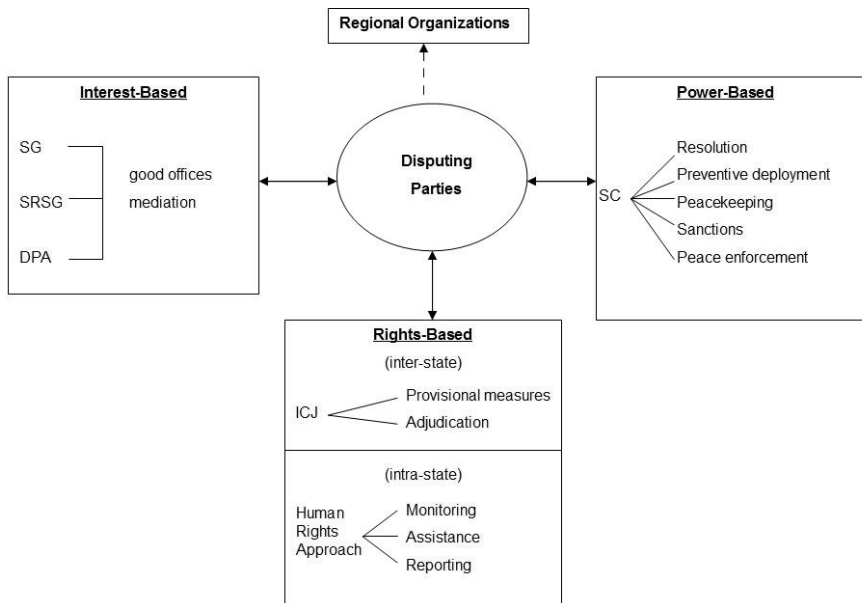 Regional Organizations
Interest-Based
SG
SRSG
DPA
good offices
mediation
Disputing
Parties
Power-Based
SC
Resolution
Preventive deployment
Peacekeeping
Sanctions
Peace enforcement
Rights-Based
(inter-state)
ICJ
Provisional measures
Adjudication
(intra-state)
Human
Rights
Approach
Monitoring
Assistance
Reporting